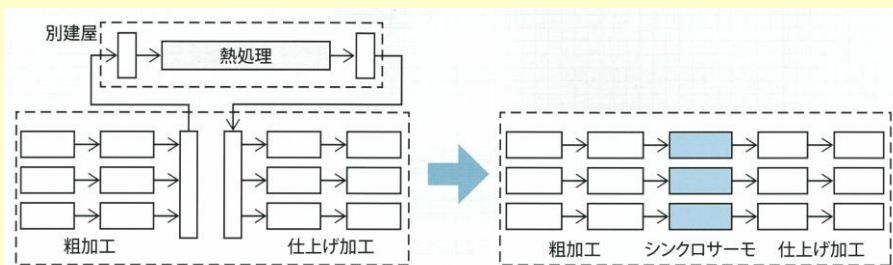 別建屋
熱処理
粗加工
仕上げ加工
粗加工
シンクロサーモ
仕上げ加工